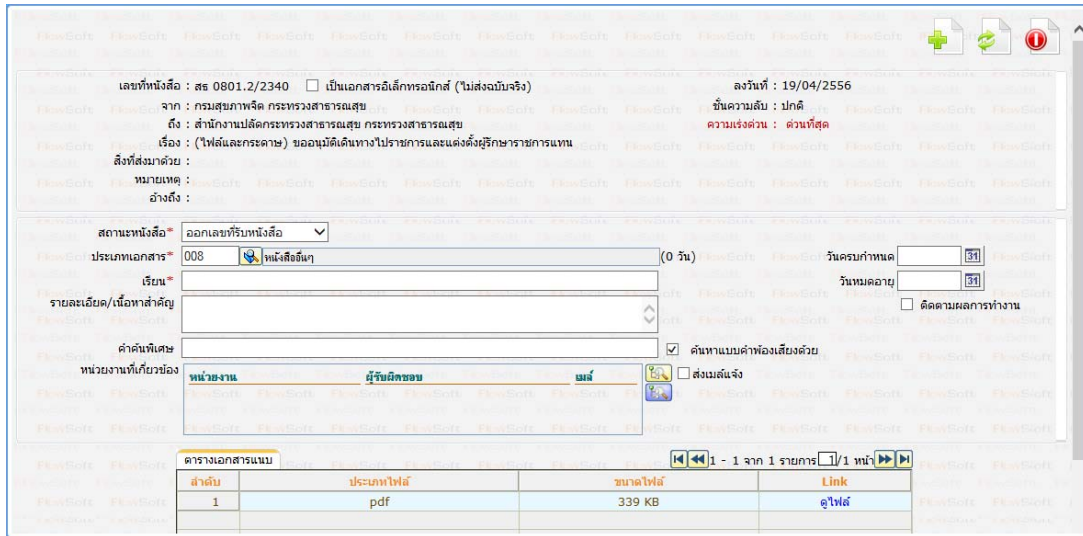 เลขที่หนังสือ : สธ 0801.2/2340 เป็นเอกสารอิเล็กทรอนิกส์ (ไม่ส่งฉบับจริง) ลงวันที่ : 19/04/2556
จาก : กรมสุขภาพจิต กระทรวงสาธารณสุข ชั้นความลับ : ปกติ
ถึง : สำนักงานปลัดกระทรวงสาธารณสุข กระทรวงสาธารณสุข ความเร่งด่วน : ด่วนที่สุด
เรื่อง : (ไฟล์และกระดาษ) ขออนุมัติเดินทางไปราชการและแต่งตั้งผู้รักษาราชการแทน
สิ่งที่ส่งมาด้วย :
หมายเหตุ :
อ้างถึง :
สถานะหนังสือ* ออกเลขที่รับหนังสือ
ประเภทเอกสาร* 008 หนังสืออื่นๆ (0 วัน) วันครบกำหนด 31
เรียน* วันหมดอายุ 31
รายละเอียด/เนื้อหาสำคัญ ติดตามผลการทำงาน
คำค้นพิเศษ ค้นหาแบบคำพ้องเสียงด้วย
หน่วยงานที่เกี่ยวข้อง หน่วยงาน ผู้รับผิดชอบ เมล์ ส่งเมล์แจ้ง
ตารางเอกสารแนบ 1 - 1 จาก 1 รายการ 1/1 หน้า
ลำดับ ประเภทไฟล์ ขนาดไฟล์ Link
1 pdf 339 KB ดูไฟล์